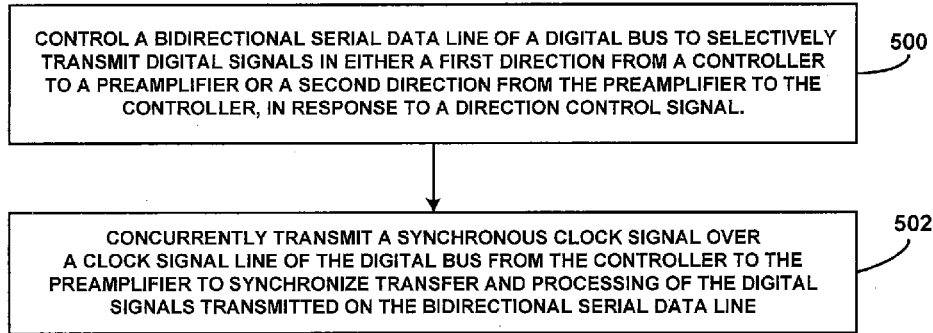 CONTROL A BIDIRECTIONAL SERIAL DATA LINE OF A DIGITAL BUS TO SELECTIVELY
TRANSMIT DIGITAL SIGNALS IN EITHER A FIRST DIRECTION FROM A CONTROLLER
TO A PREAMPLIFIER OR A SECOND DIRECTION FROM THE PREAMPLIFIER TO THE
CONTROLLER, IN RESPONSE TO A DIRECTION CONTROL SIGNAL.
500
CONCURRENTLY TRANSMIT A SYNCHRONOUS CLOCK SIGNAL OVER
A CLOCK SIGNAL LINE OF THE DIGITAL BUS FROM THE CONTROLLER TO THE
PREAMPLIFIER TO SYNCHRONIZE TRANSFER AND PROCESSING OF THE DIGITAL
SIGNALS TRANSMITTED ON THE BIDIRECTIONAL SERIAL DATA LINE
502